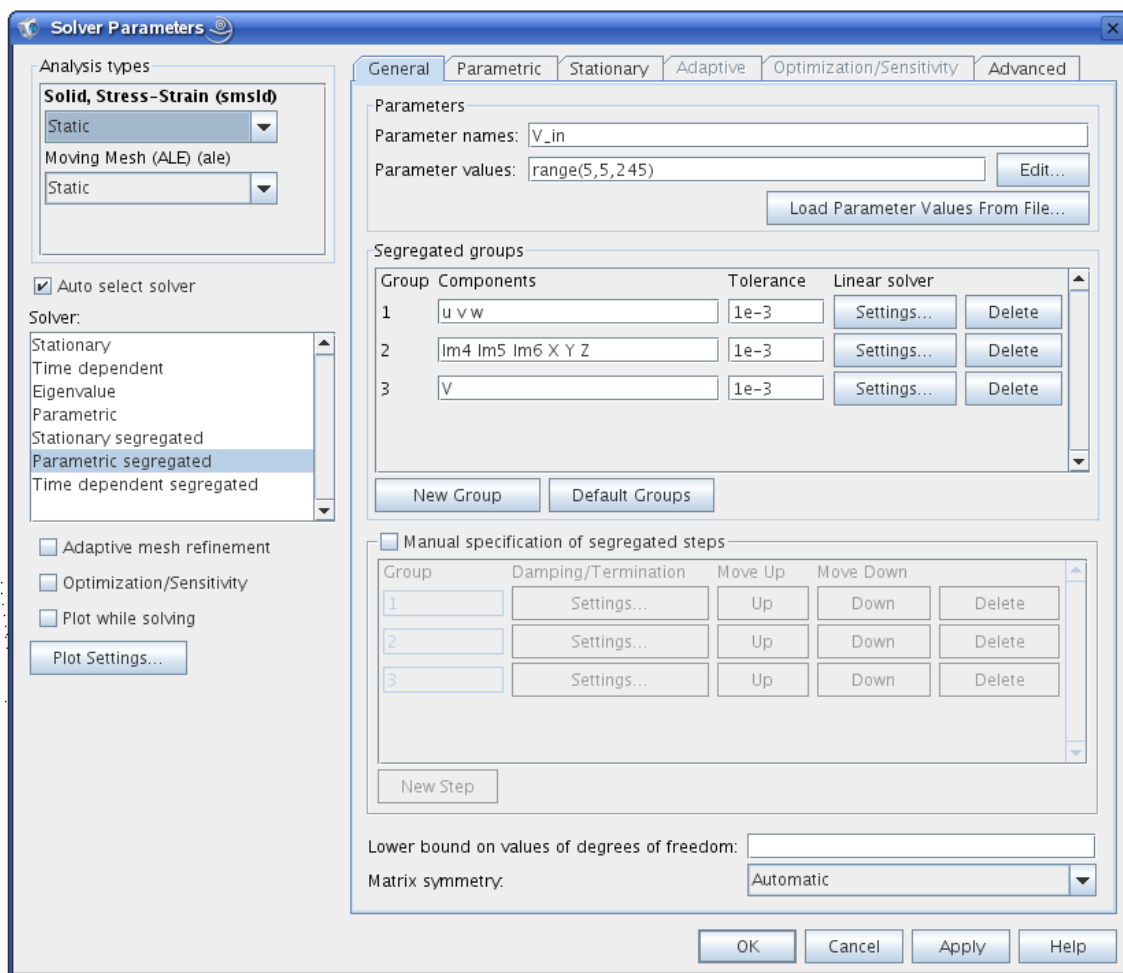 Solver Parameters
Analysis types
Solid, Stress-Strain (smsld)
Static
Moving Mesh (ALE) (ale)
Static
Auto select solver
Solver:
Stationary
Time dependent
Eigenvalue
Parametric
Stationary segregated
Parametric segregated
Time dependent segregated
Adaptive mesh refinement
Optimization/Sensitivity
Plot while solving
Plot Settings...
General Parametric Stationary Adaptive Optimization/Sensitivity Advanced
Parameters
Parameter names: V_in
Parameter values: range(5,5,245) Edit...
Load Parameter Values From File...
Segregated groups
Group Components Tolerance Linear solver
1 u v w 1e-3 Settings... Delete
2 lm4 lm5 lm6 X Y Z 1e-3 Settings... Delete
3 V 1e-3 Settings... Delete
New Group Default Groups
Manual specification of segregated steps
Group Damping/Termination Move Up Move Down
1 Settings... Up Down Delete
2 Settings... Up Down Delete
3 Settings... Up Down Delete
New Step
Lower bound on values of degrees of freedom:
Matrix symmetry: Automatic
OK Cancel Apply Help